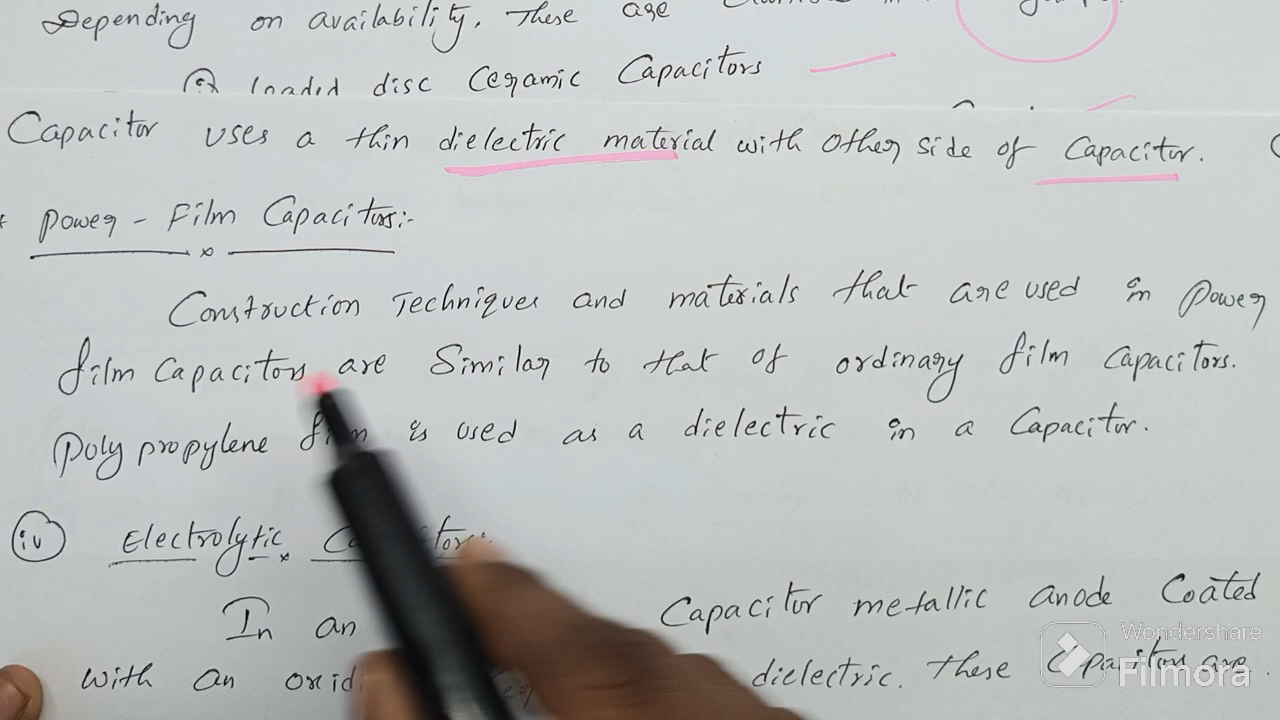 Depending on availability, These are
loaded disc Ceramic Capacitors
Capacitor uses a thin dielectric material with other side of Capacitor.
* Power - Film Capacitors:-
Construction Techniques and materials that are used in power
film capacitors are Similar to that of ordinary film capacitors.
Polypropylene film is used as a dielectric in a Capacitor.
(iv) Electrolytic
In an Capacitor metallic anode Coated
with an dielectric. These Capacitors are
Wondershare
Filmora